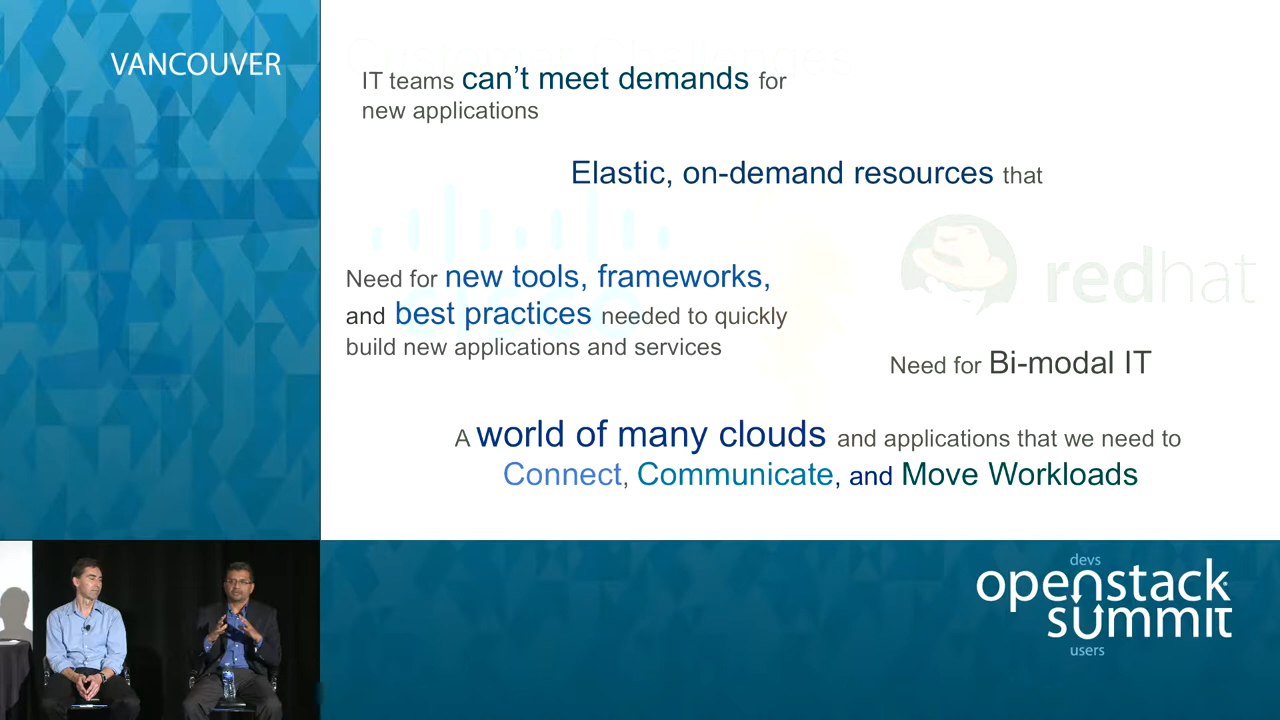 VANCOUVER
IT teams can't meet demands for
new applications
Elastic, on-demand resources that
redhat
Need for new tools, frameworks,
and best practices needed to quickly
build new applications and services
Need for Bi-modal IT
A world of many clouds and applications that we need to
Connect, Communicate, and Move Workloads
devs
openstack
summit
users